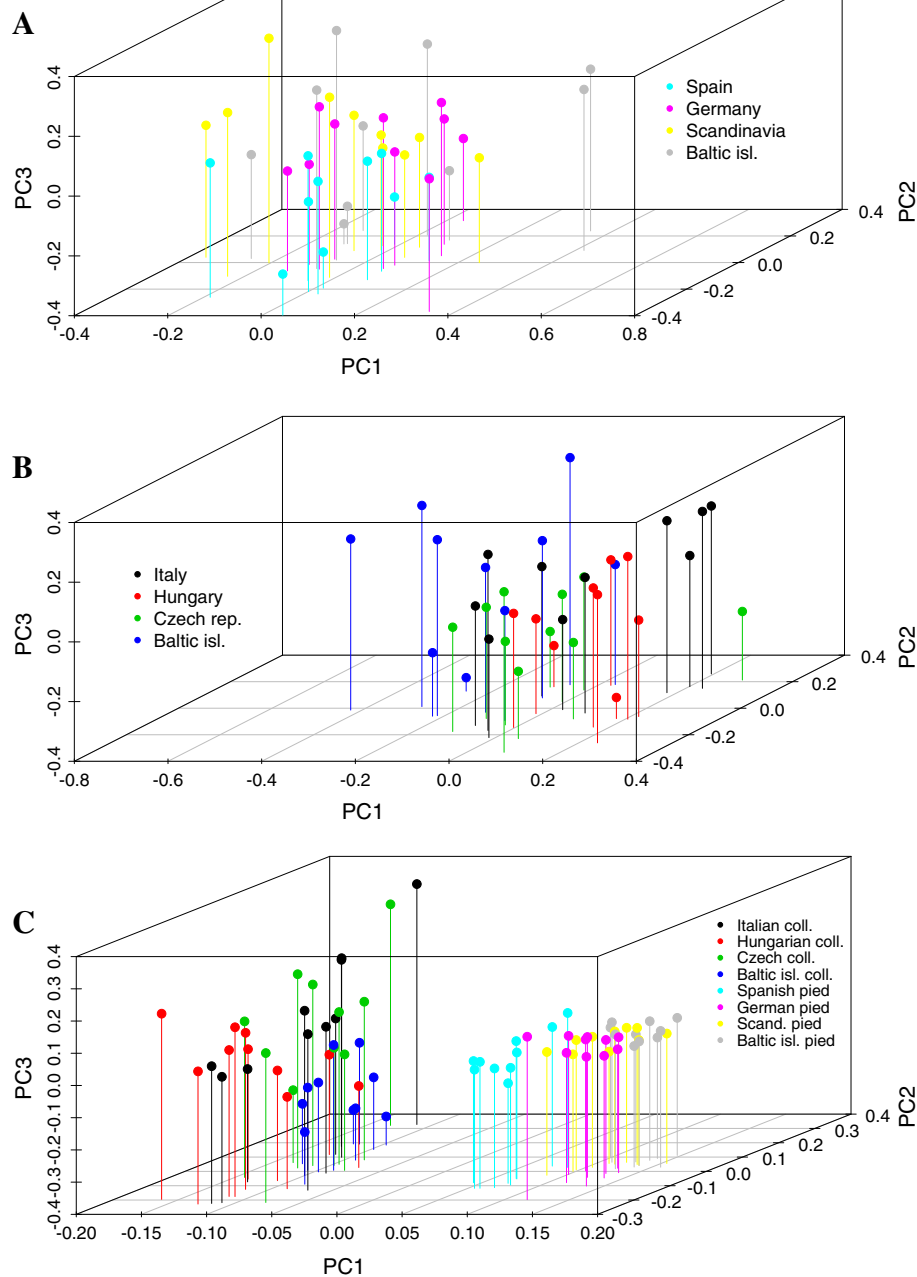 A
0.4
0.2
0.0
-0.2
-0.4
PC3
Spain
Germany
Scandinavia
Baltic isl.
0.4
0.2
0.0
-0.2
-0.4
PC2
-0.4
-0.2
0.0
0.2
0.4
0.6
0.8
PC1
B
0.4
0.2
0.0
-0.2
-0.4
PC3
Italy
Hungary
Czech rep.
Baltic isl.
0.4
0.2
0.0
-0.2
-0.4
PC2
-0.8
-0.6
-0.4
-0.2
0.0
0.2
0.4
PC1
C
0.4
0.3
0.2
0.1
0.0
-0.1
-0.2
-0.3
-0.4
PC3
Italian coll.
Hungarian coll.
Czech coll.
Baltic isl. coll.
Spanish pied
German pied
Scand. pied
Baltic isl. pied
0.4
0.3
0.2
0.1
0.0
-0.1
-0.2
-0.3
PC2
-0.20
-0.15
-0.10
-0.05
0.00
0.05
0.10
0.15
0.20
PC1